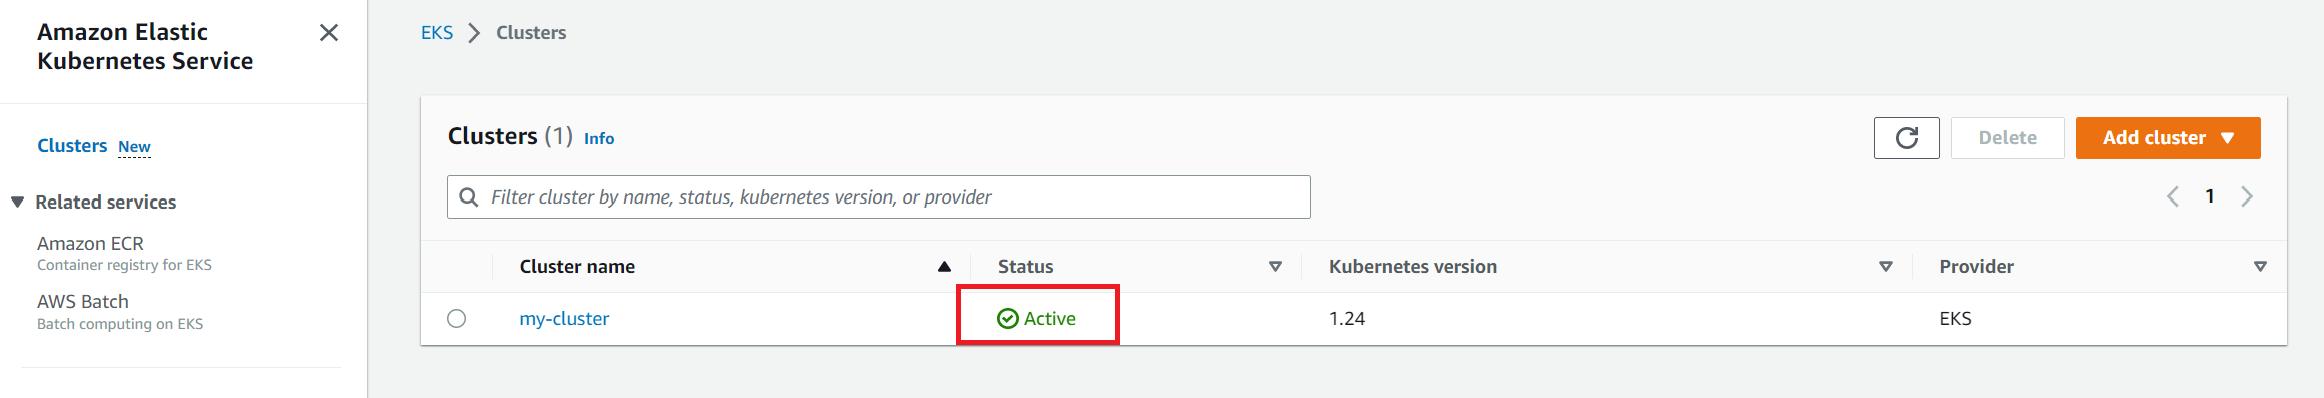 Amazon Elastic
Kubernetes Service
Clusters New
Related services
Amazon ECR
Container registry for EKS
AWS Batch
Batch computing on EKS
EKS Clusters
Clusters (1) Info
Delete
Add cluster
Filter cluster by name, status, kubernetes version, or provider
1
Cluster name Status Kubernetes version Provider
my-cluster Active 1.24 EKS